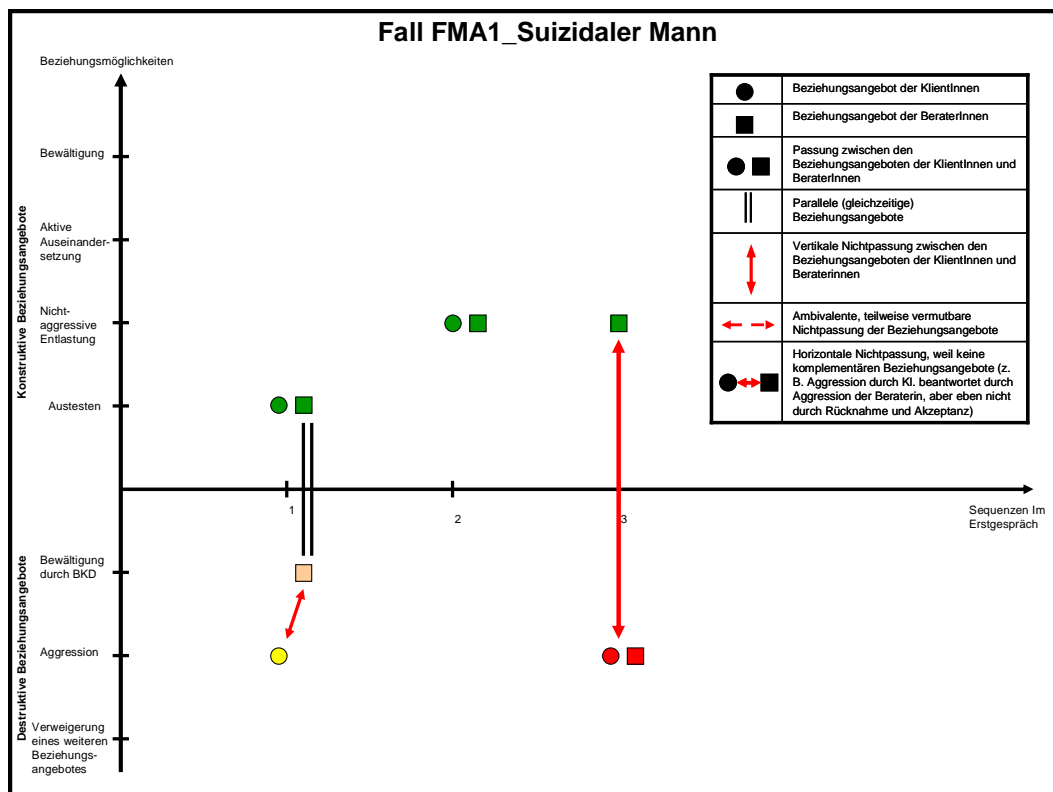 Fall FMA1_Suizidaler Mann
Beziehungsmöglichkeiten
Bewältigung
Aktive
Auseinander-
setzung
Nicht-
aggressive
Entlastung
Austesten
Konstruktive Beziehungsangebote
Bewältigung
durch BKD
Aggression
Verweigerung
eines weiteren
Beziehungs-
angebotes
Destruktive Beziehungsangebote
1
2
3
Sequenzen Im
Erstgespräch
Beziehungsangebot der KlientInnen
Beziehungsangebot der BeraterInnen
Passung zwischen den
Beziehungsangeboten der KlientInnen und
BeraterInnen
Parallele (gleichzeitige)
Beziehungsangebote
Vertikale Nichtpassung zwischen den
Beziehungsangeboten der KlientInnen und
Beraterinnen
Ambivalente, teilweise vermutbare
Nichtpassung der Beziehungsangebote
Horizontale Nichtpassung, weil keine
komplementären Beziehungsangebote (z.
B. Aggression durch Kl. beantwortet durch
Aggression der Beraterin, aber eben nicht
durch Rücknahme und Akzeptanz)